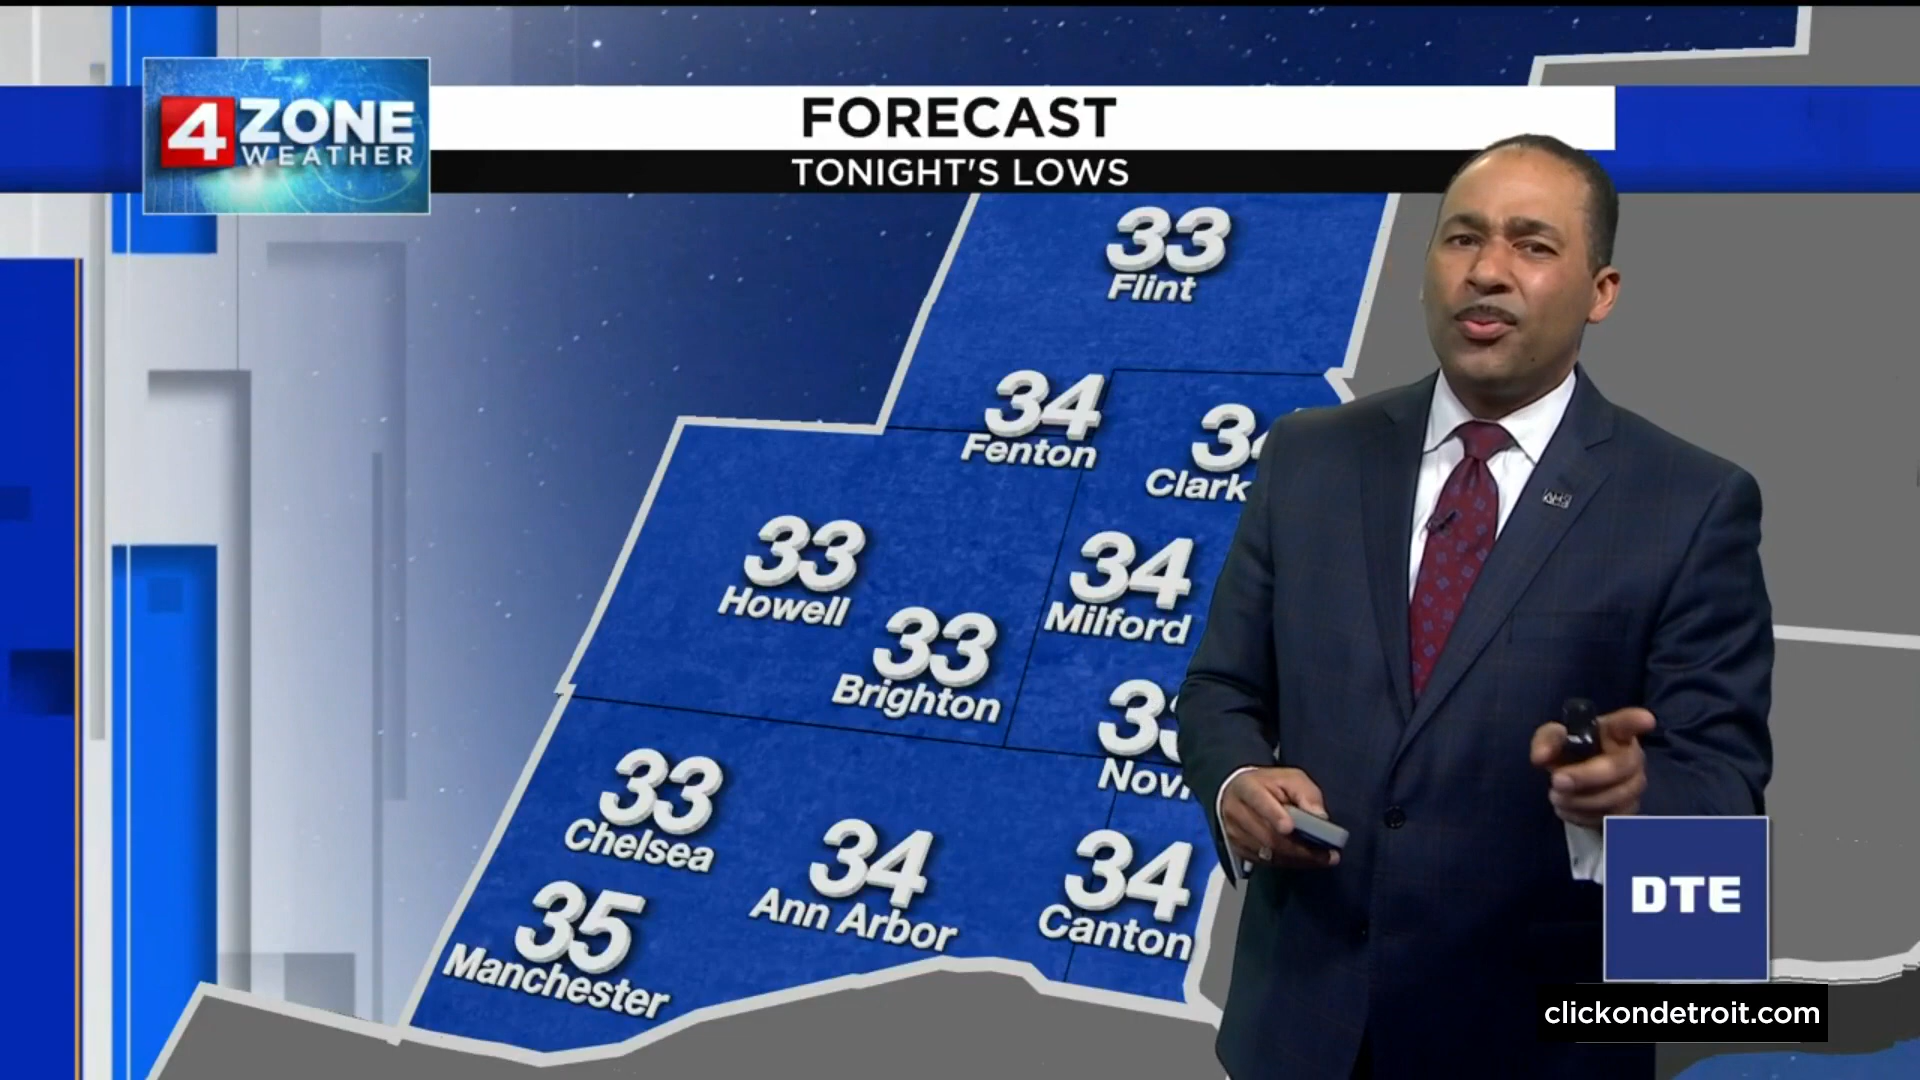 4 ZONE
WEATHER
FORECAST
TONIGHT'S LOWS
33
Flint
34
Fenton
Clark
33
Howell
34
Milford
33
Brighton
33
Chelsea
34
Ann Arbor
34
Canton
35
Manchester
DTE
clickondetroit.com